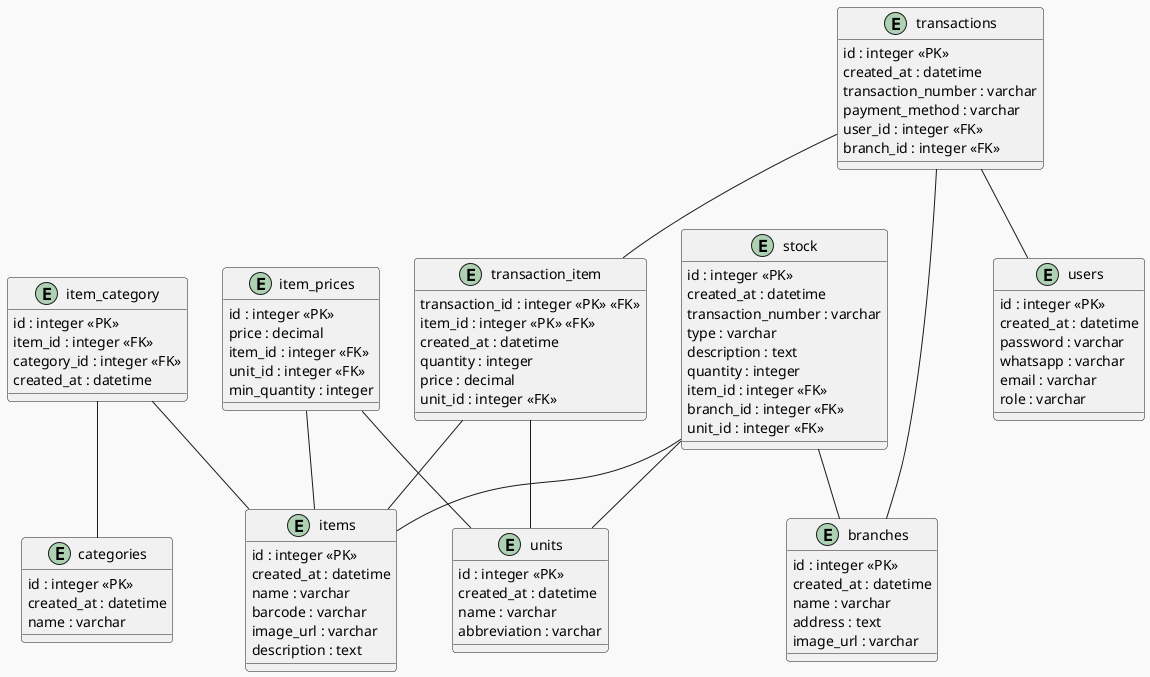 E transactions
id : integer «PK»
created_at : datetime
transaction_number : varchar
payment_method : varchar
user_id : integer «FK»
branch_id : integer «FK»
E item_category
id : integer «PK»
item_id : integer «FK»
category_id : integer «FK»
created_at : datetime
E item_prices
id : integer «PK»
price : decimal
item_id : integer «FK»
unit_id : integer «FK»
min_quantity : integer
E transaction_item
transaction_id : integer «PK» «FK»
item_id : integer «PK» «FK»
created_at : datetime
quantity : integer
price : decimal
unit_id : integer «FK»
E stock
id : integer «PK»
created_at : datetime
transaction_number : varchar
type : varchar
description : text
quantity : integer
item_id : integer «FK»
branch_id : integer «FK»
unit_id : integer «FK»
E users
id : integer «PK»
created_at : datetime
password : varchar
whatsapp : varchar
email : varchar
role : varchar
E categories
id : integer «PK»
created_at : datetime
name : varchar
E items
id : integer «PK»
created_at : datetime
name : varchar
barcode : varchar
image_url : varchar
description : text
E units
id : integer «PK»
created_at : datetime
name : varchar
abbreviation : varchar
E branches
id : integer «PK»
created_at : datetime
name : varchar
address : text
image_url : varchar